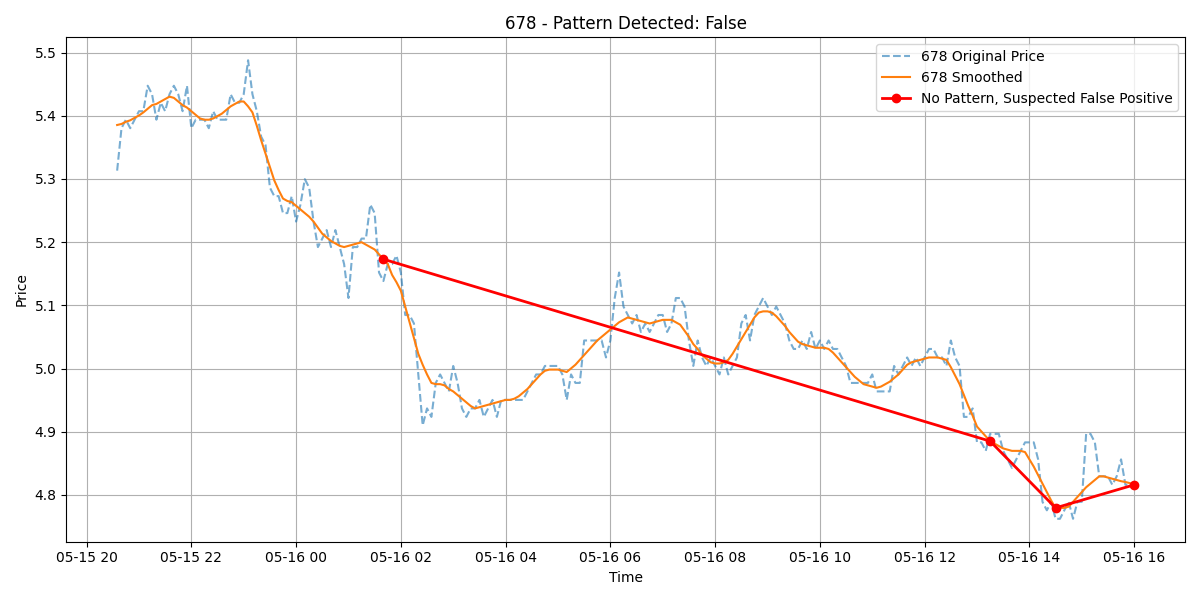 678 - Pattern Detected: False
678 Original Price
678 Smoothed
No Pattern, Suspected False Positive
Price
5.5
5.4
5.3
5.2
5.1
5.0
4.9
4.8
05-15 20 05-15 22 05-16 00 05-16 02 05-16 04 05-16 06 05-16 08 05-16 10 05-16 12 05-16 14 05-16 16
Time